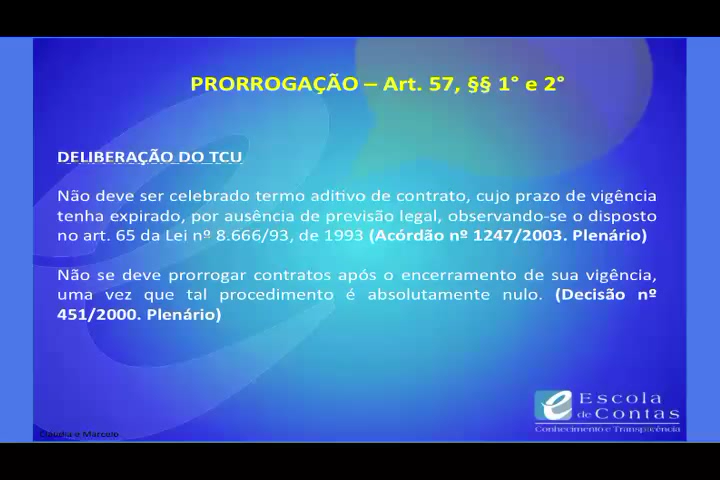 PRORROGAÇÃO – Art. 57, §§ 1° e 2°
DELIBERAÇÃO DO TCU
Não deve ser celebrado termo aditivo de contrato, cujo prazo de vigência
tenha expirado, por ausência de previsão legal, observando-se o disposto
no art. 65 da Lei nº 8.666/93, de 1993 (Acórdão nº 1247/2003. Plenário)
Não se deve prorrogar contratos após o encerramento de sua vigência,
uma vez que tal procedimento é absolutamente nulo. (Decisão nº
451/2000. Plenário)
Escola
de Contas
Conhecimento e Transparência
Cláudia e Marcelo